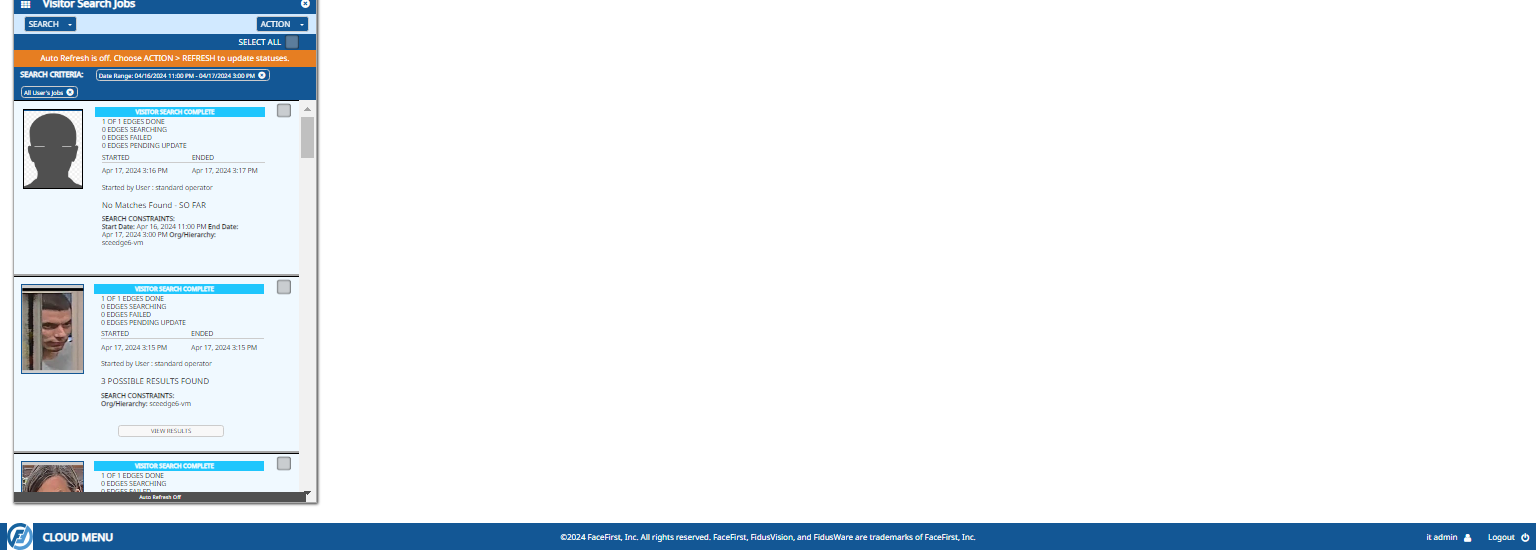 Visitor Search Jobs
SEARCH
ACTION
SELECT ALL
Auto Refresh is off. Choose ACTION > REFRESH to update statuses.
SEARCH CRITERIA:
Date Range: 04/16/2024 11:00 PM - 04/17/2024 3:00 PM
All User's Jobs
VISITOR SEARCH COMPLETE
1 OF 1 EDGES DONE
0 EDGES SEARCHING
0 EDGES FAILED
0 EDGES PENDING UPDATE
STARTED ENDED
Apr 17, 2024 3:16 PM Apr 17, 2024 3:17 PM
Started by User : standard operator
No Matches Found - SO FAR
SEARCH CONSTRAINTS:
Start Date: Apr 16, 2024 11:00 PM End Date:
Apr 17, 2024 3:00 PM Org/Hierarchy:
sceedge6-vm
VISITOR SEARCH COMPLETE
1 OF 1 EDGES DONE
0 EDGES SEARCHING
0 EDGES FAILED
0 EDGES PENDING UPDATE
STARTED ENDED
Apr 17, 2024 3:15 PM Apr 17, 2024 3:15 PM
Started by User : standard operator
3 POSSIBLE RESULTS FOUND
SEARCH CONSTRAINTS:
Org/Hierarchy: sceedge6-vm
VIEW RESULTS
VISITOR SEARCH COMPLETE
1 OF 1 EDGES DONE
0 EDGES SEARCHING
0 EDGES FAILED
Auto Refresh Off
CLOUD MENU
©2024 FaceFirst, Inc. All rights reserved. FaceFirst, FidusVision, and FidusWare are trademarks of FaceFirst, Inc.
it admin
Logout